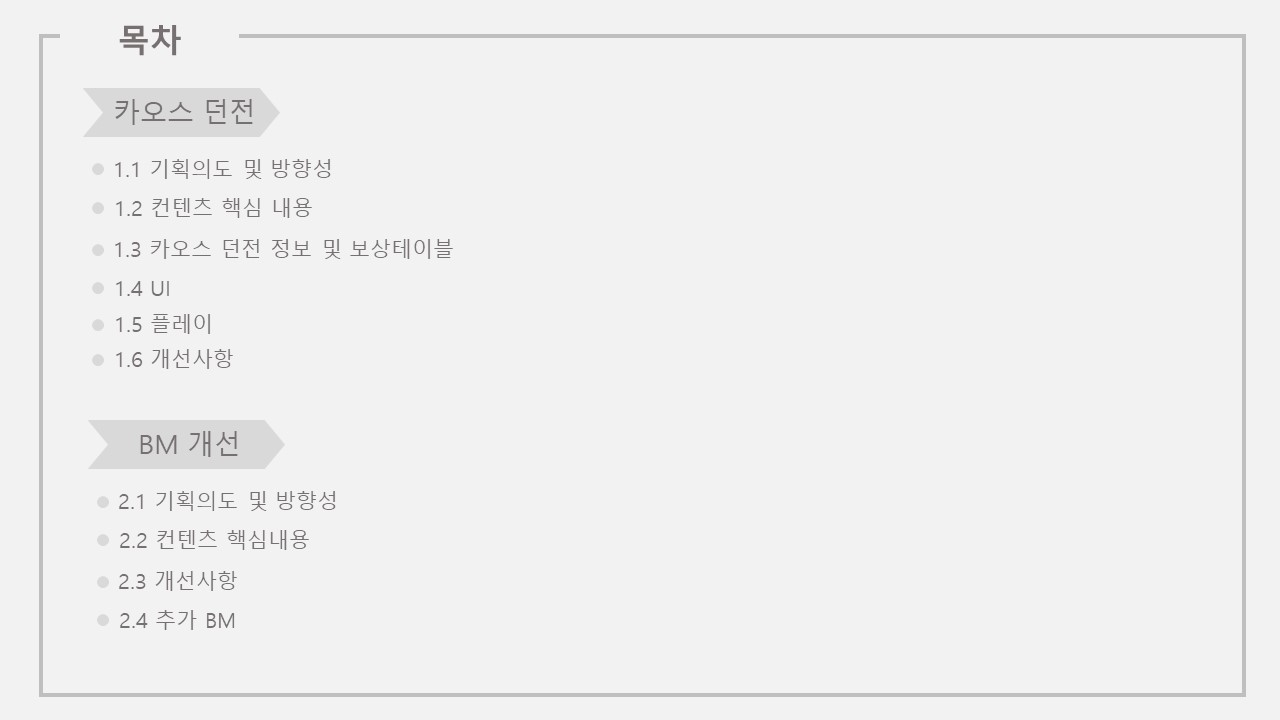 목차
카오스 던전
1.1 기획의도 및 방향성
1.2 컨텐츠 핵심 내용
1.3 카오스 던전 정보 및 보상테이블
1.4 UI
1.5 플레이
1.6 개선사항
BM 개선
2.1 기획의도 및 방향성
2.2 컨텐츠 핵심내용
2.3 개선사항
2.4 추가 BM